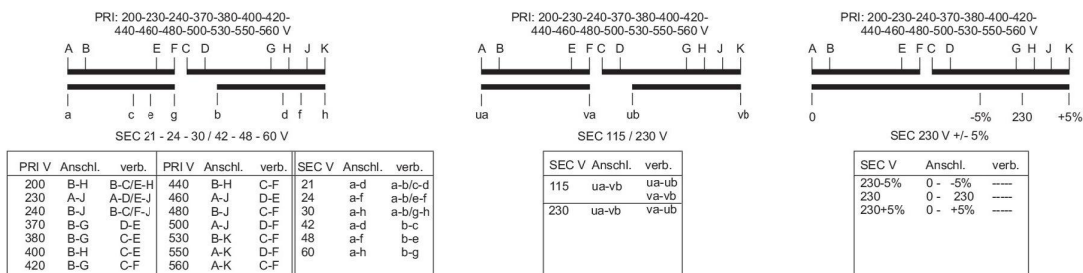 PRI: 200-230-240-370-380-400-420-
440-460-480-500-530-550-560 V
A B E F C D G H J K
a c e g b d f h
SEC 21 - 24 - 30 / 42 - 48 - 60 V
PRI V Anschl. verb. PRI V Anschl. verb. SEC V Anschl. verb.
200 B-H B-C/E-H 440 B-H C-F 21 a-d a-b/c-d
230 A-J A-D/E-J 460 A-J D-E 24 a-f a-b/e-f
240 B-J B-C/F-J 480 B-J C-F 30 a-h a-b/g-h
370 B-G D-E 500 A-J D-F 42 a-d b-c
380 B-G C-E 530 B-K C-F 48 a-f b-e
400 B-H C-E 550 A-K D-F 60 a-h b-g
420 B-G C-F 560 A-K C-F
PRI: 200-230-240-370-380-400-420-
440-460-480-500-530-550-560 V
A B E F C D G H J K
ua va ub vb
SEC 115 / 230 V
SEC V Anschl. verb.
115 ua-vb ua-ub
va-vb
230 ua-vb va-ub
PRI: 200-230-240-370-380-400-420-
440-460-480-500-530-550-560 V
A B E F C D G H J K
0 -5% 230 +5%
SEC 230 V +/- 5%
SEC V Anschl. verb.
230-5% 0 - -5% -----
230 0 - 230 -----
230+5% 0 - +5% -----